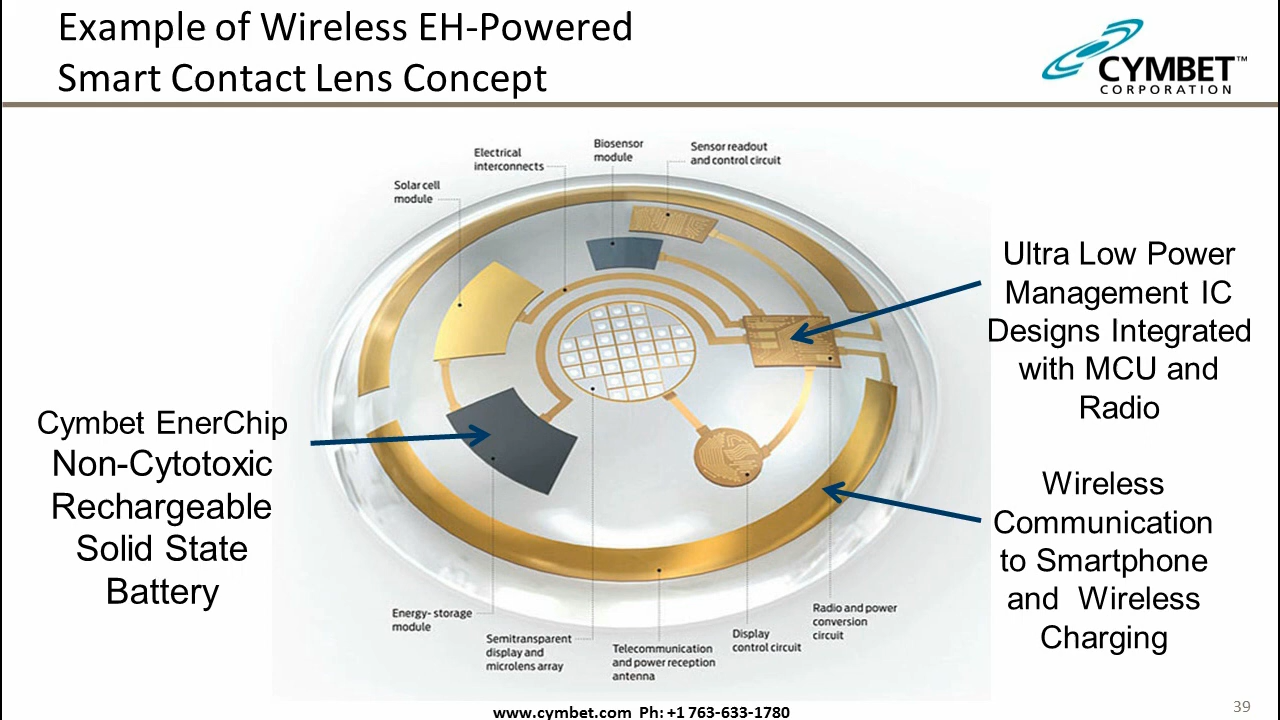 Example of Wireless EH-Powered
Smart Contact Lens Concept
CYMBET™
CORPORATION
Electrical
interconnects
Biosensor
module
Sensor readout
and control circuit
Solar cell
module
Ultra Low Power
Management IC
Designs Integrated
with MCU and
Radio
Cymbet EnerChip
Non-Cytotoxic
Rechargeable
Solid State
Battery
Wireless
Communication
to Smartphone
and Wireless
Charging
Energy- storage
module
Semitransparent
display and
microlens array
Telecommunication
and power reception
antenna
Display
control circuit
Radio and power
conversion
circuit
www.cymbet.com Ph: +1 763-633-1780
39